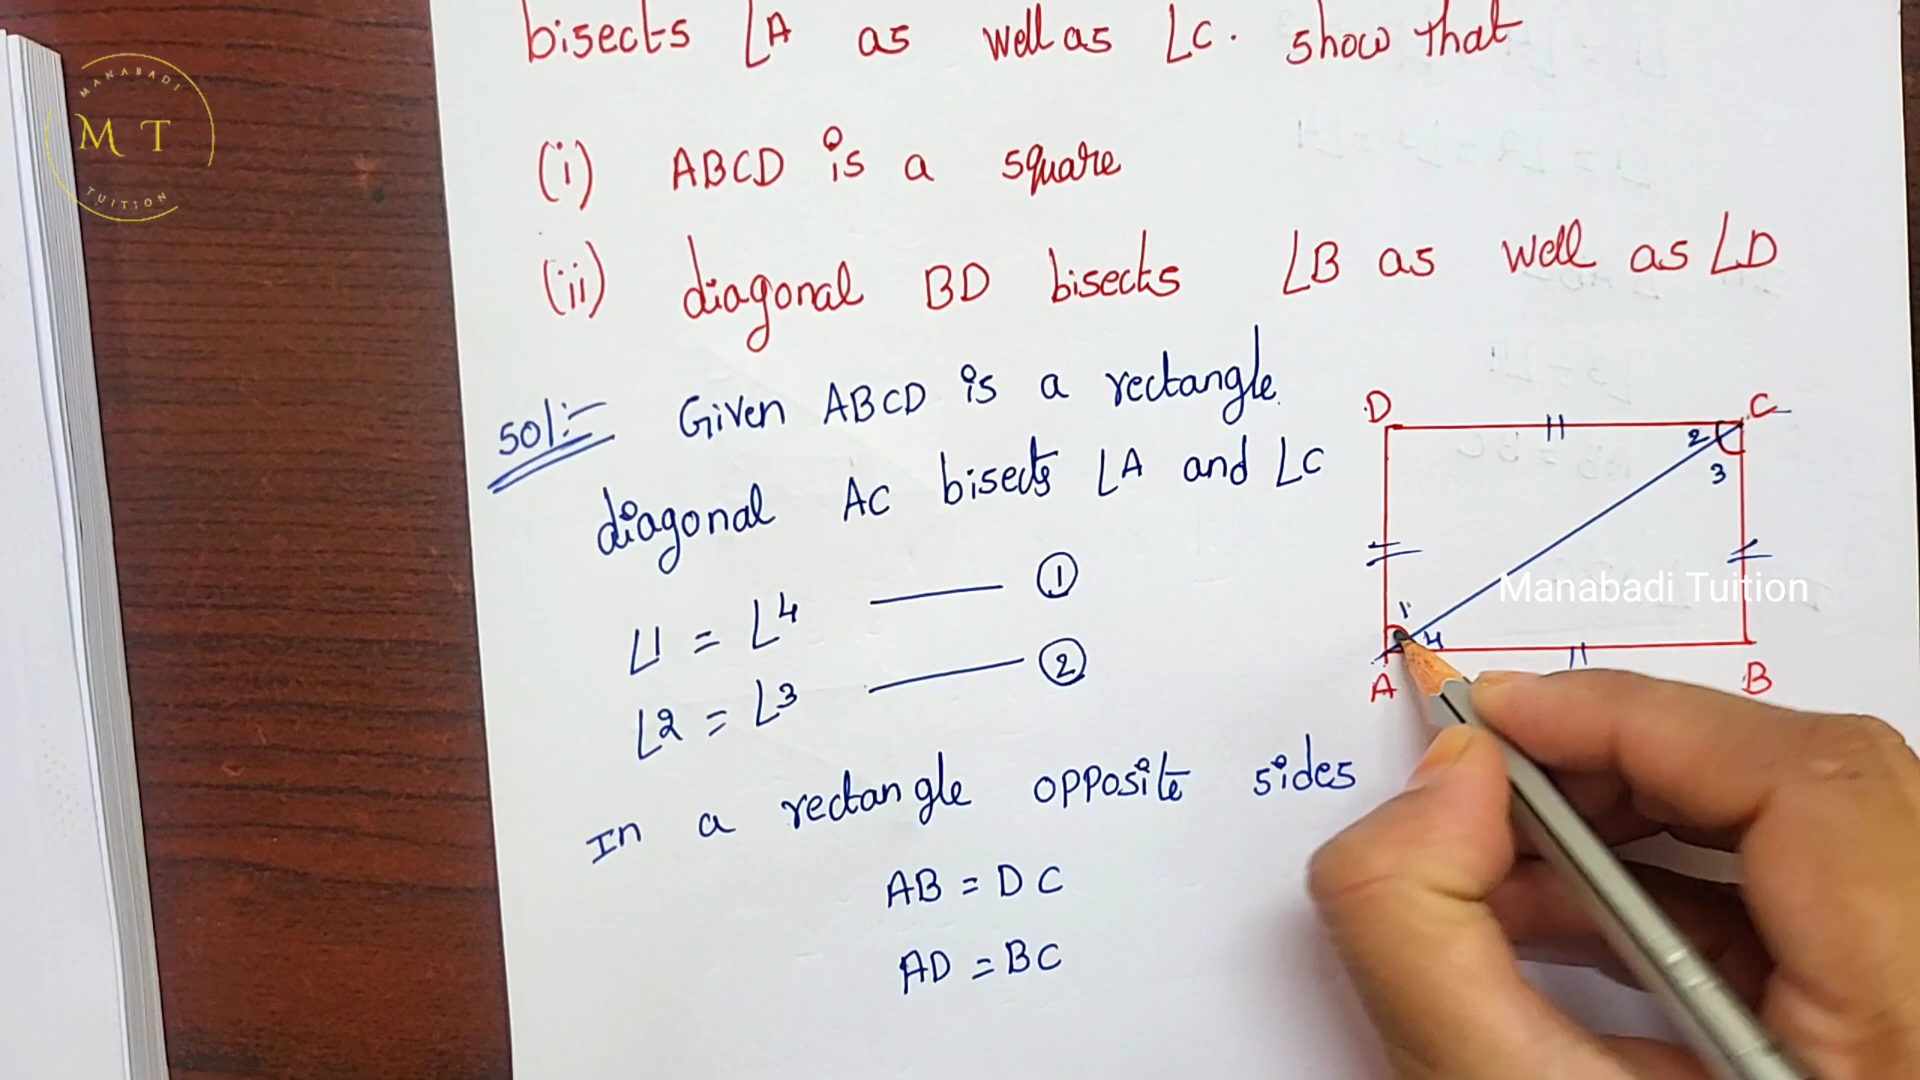 bisects ∠A as well as ∠C. show that
MANABADI
M T
TUITION
(i) ABCD is a square
(ii) diagonal BD bisects ∠B as well as ∠D
Sol:- Given ABCD is a rectangle.
diagonal AC bisects ∠A and ∠C
∠1 = ∠4 —— ①
∠2 = ∠3 —— ②
In a rectangle opposite sides
AB = DC
AD = BC
D C
2
3
Manabadi Tuition
1
4
A B